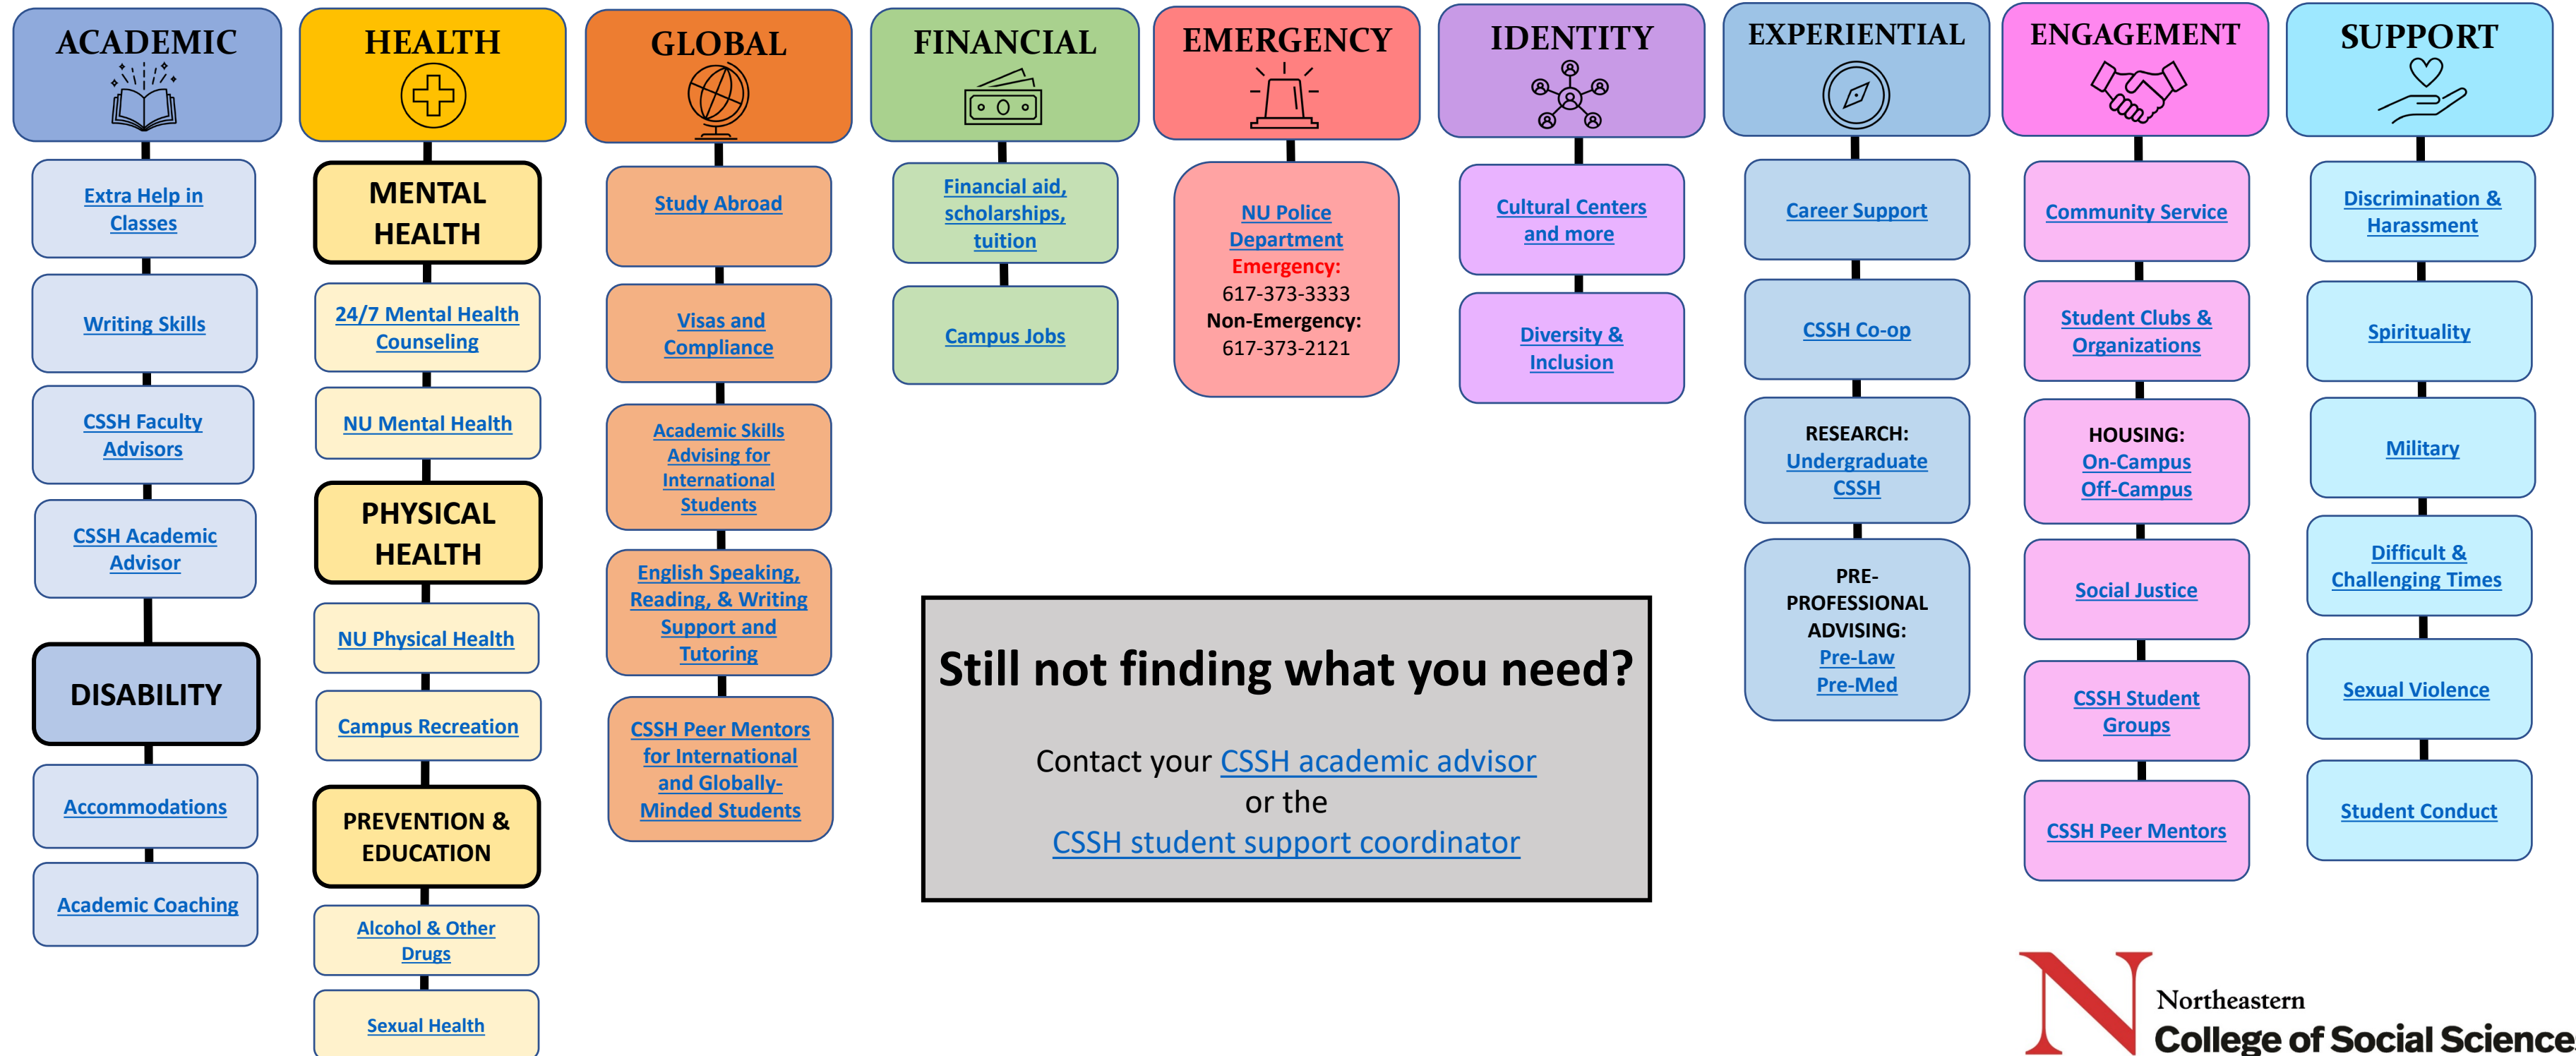 ACADEMIC
Extra Help in
Classes
Writing Skills
CSSH Faculty
Advisors
CSSH Academic
Advisor
DISABILITY
Accommodations
Academic Coaching
HEALTH
MENTAL
HEALTH
24/7 Mental Health
Counseling
NU Mental Health
PHYSICAL
HEALTH
NU Physical Health
Campus Recreation
PREVENTION &
EDUCATION
Alcohol & Other
Drugs
Sexual Health
GLOBAL
Study Abroad
Visas and
Compliance
Academic Skills
Advising for
International
Students
English Speaking,
Reading, & Writing
Support and
Tutoring
CSSH Peer Mentors
for International
and Globally-
Minded Students
FINANCIAL
Financial aid,
scholarships,
tuition
Campus Jobs
EMERGENCY
NU Police
Department
Emergency:
617-373-3333
Non-Emergency:
617-373-2121
IDENTITY
Cultural Centers
and more
Diversity &
Inclusion
EXPERIENTIAL
Career Support
CSSH Co-op
RESEARCH:
Undergraduate
CSSH
PRE-
PROFESSIONAL
ADVISING:
Pre-Law
Pre-Med
ENGAGEMENT
Community Service
Student Clubs &
Organizations
HOUSING:
On-Campus
Off-Campus
Social Justice
CSSH Student
Groups
CSSH Peer Mentors
SUPPORT
Discrimination &
Harassment
Spirituality
Military
Difficult &
Challenging Times
Sexual Violence
Student Conduct
Still not finding what you need?
Contact your CSSH academic advisor
or the
CSSH student support coordinator
N
Northeastern
College of Social Science